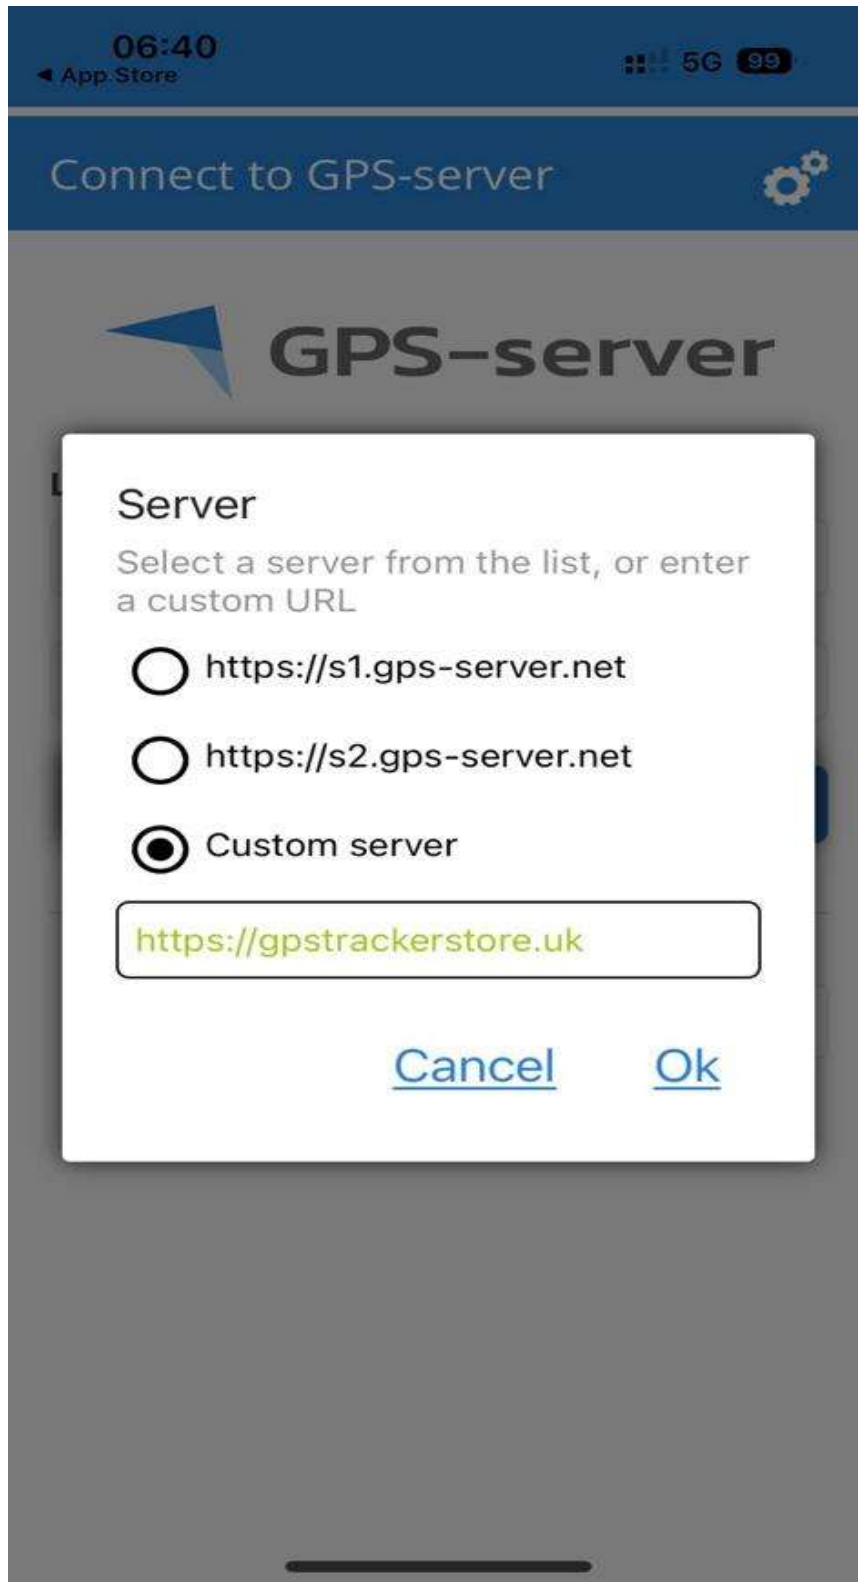 06:40
◀ App Store
5G 99
Connect to GPS-server
GPS-server
L
Server
Select a server from the list, or enter
a custom URL
https://s1.gps-server.net
https://s2.gps-server.net
Custom server
https://gpstrackerstore.uk
Cancel Ok